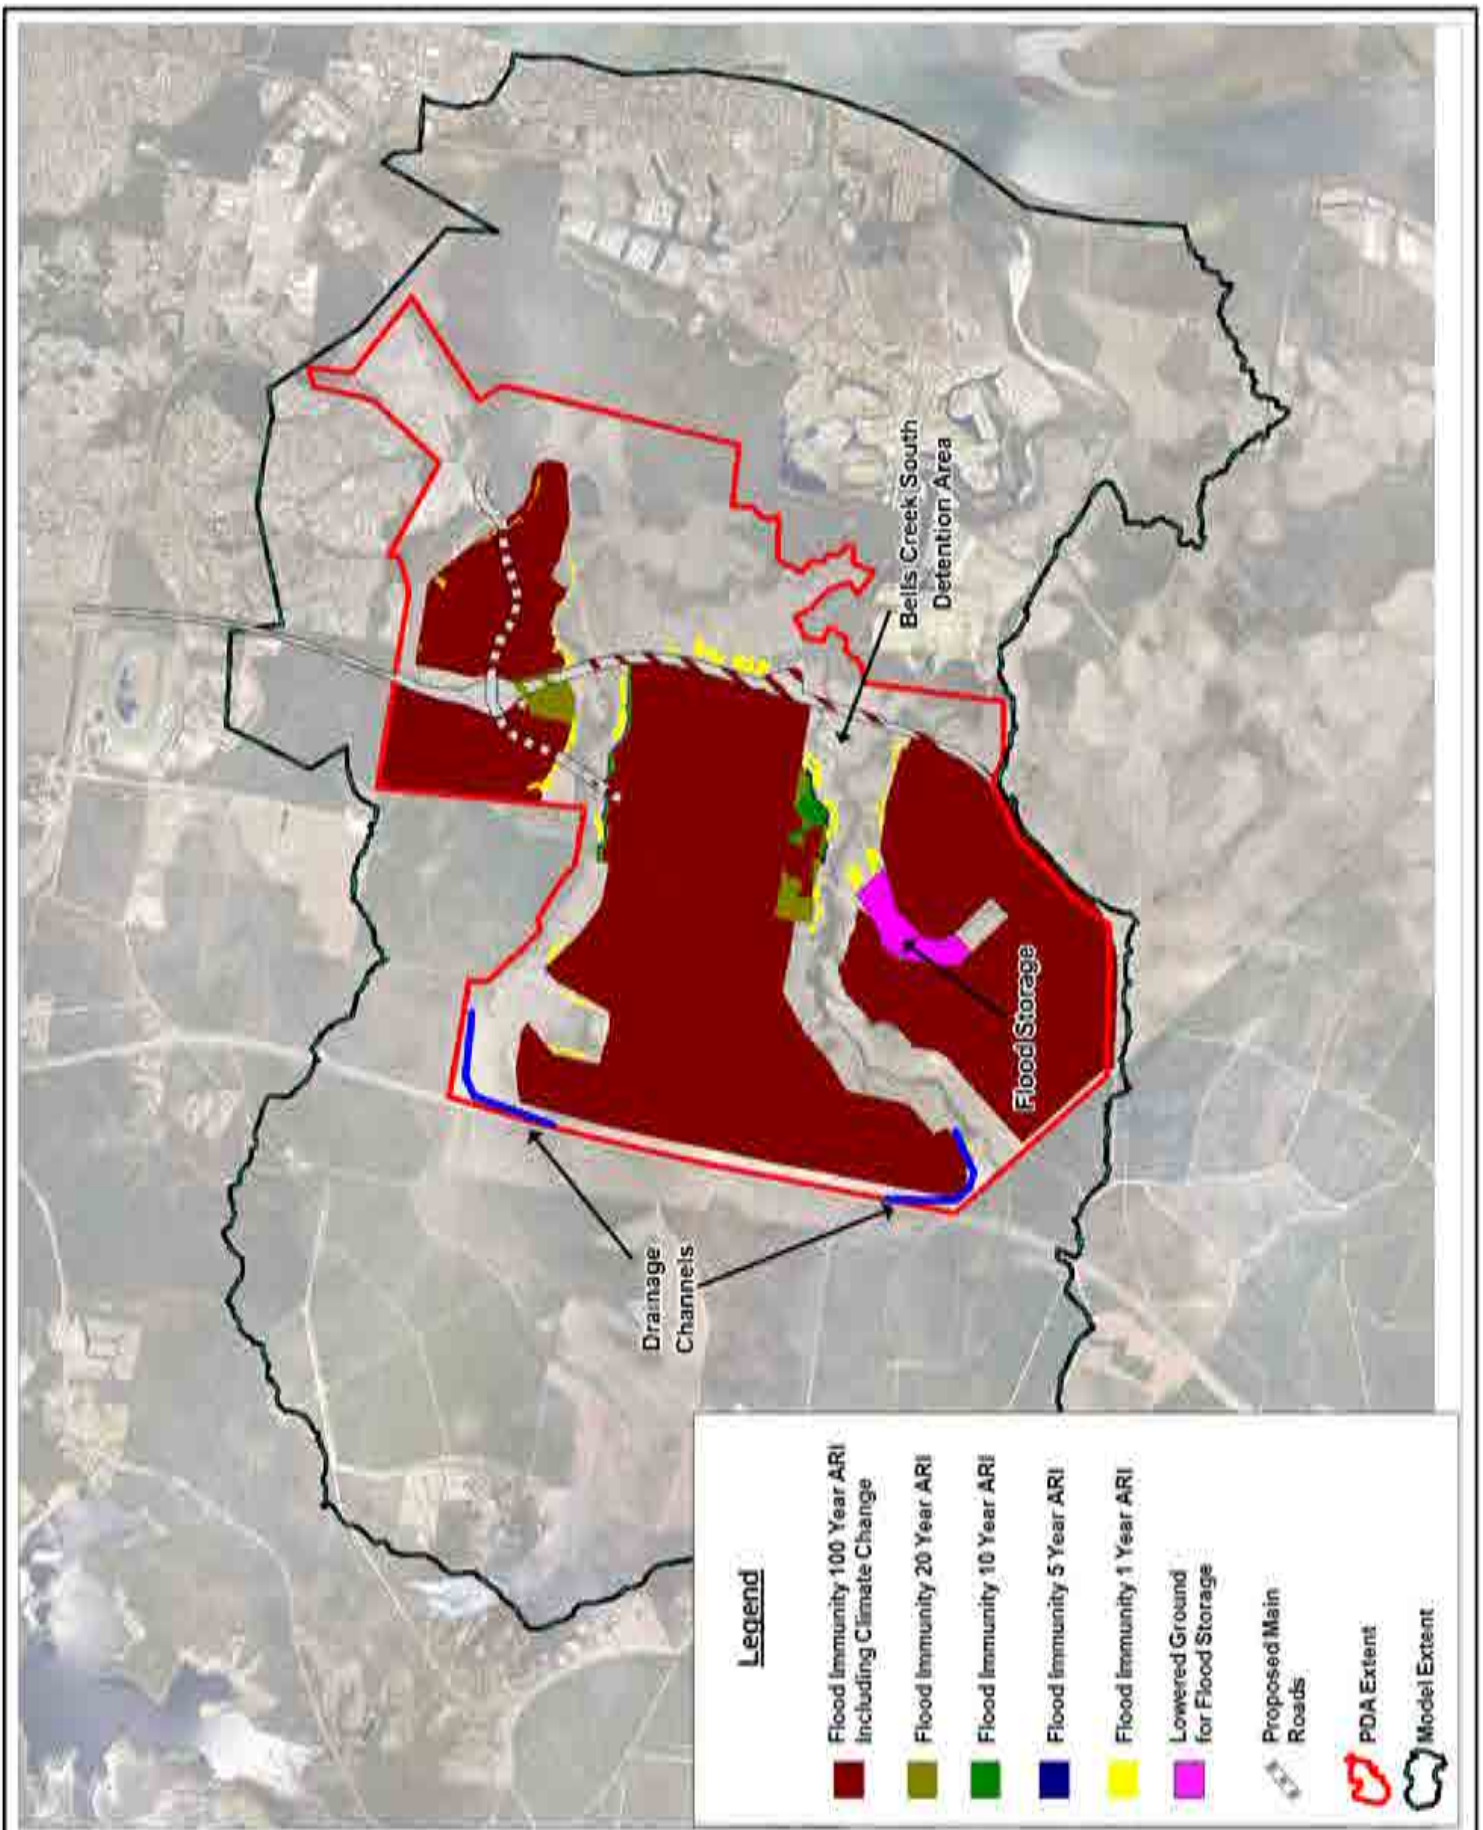 Bells Creek South
Detention Area
Flood Storage
Drainage
Channels
Legend
Flood Immunity 100 Year ARI
Including Climate Change
Flood Immunity 20 Year ARI
Flood Immunity 10 Year ARI
Flood Immunity 5 Year ARI
Flood Immunity 1 Year ARI
Lowered Ground
for Flood Storage
Proposed Main
Roads
PDA Extent
Model Extent